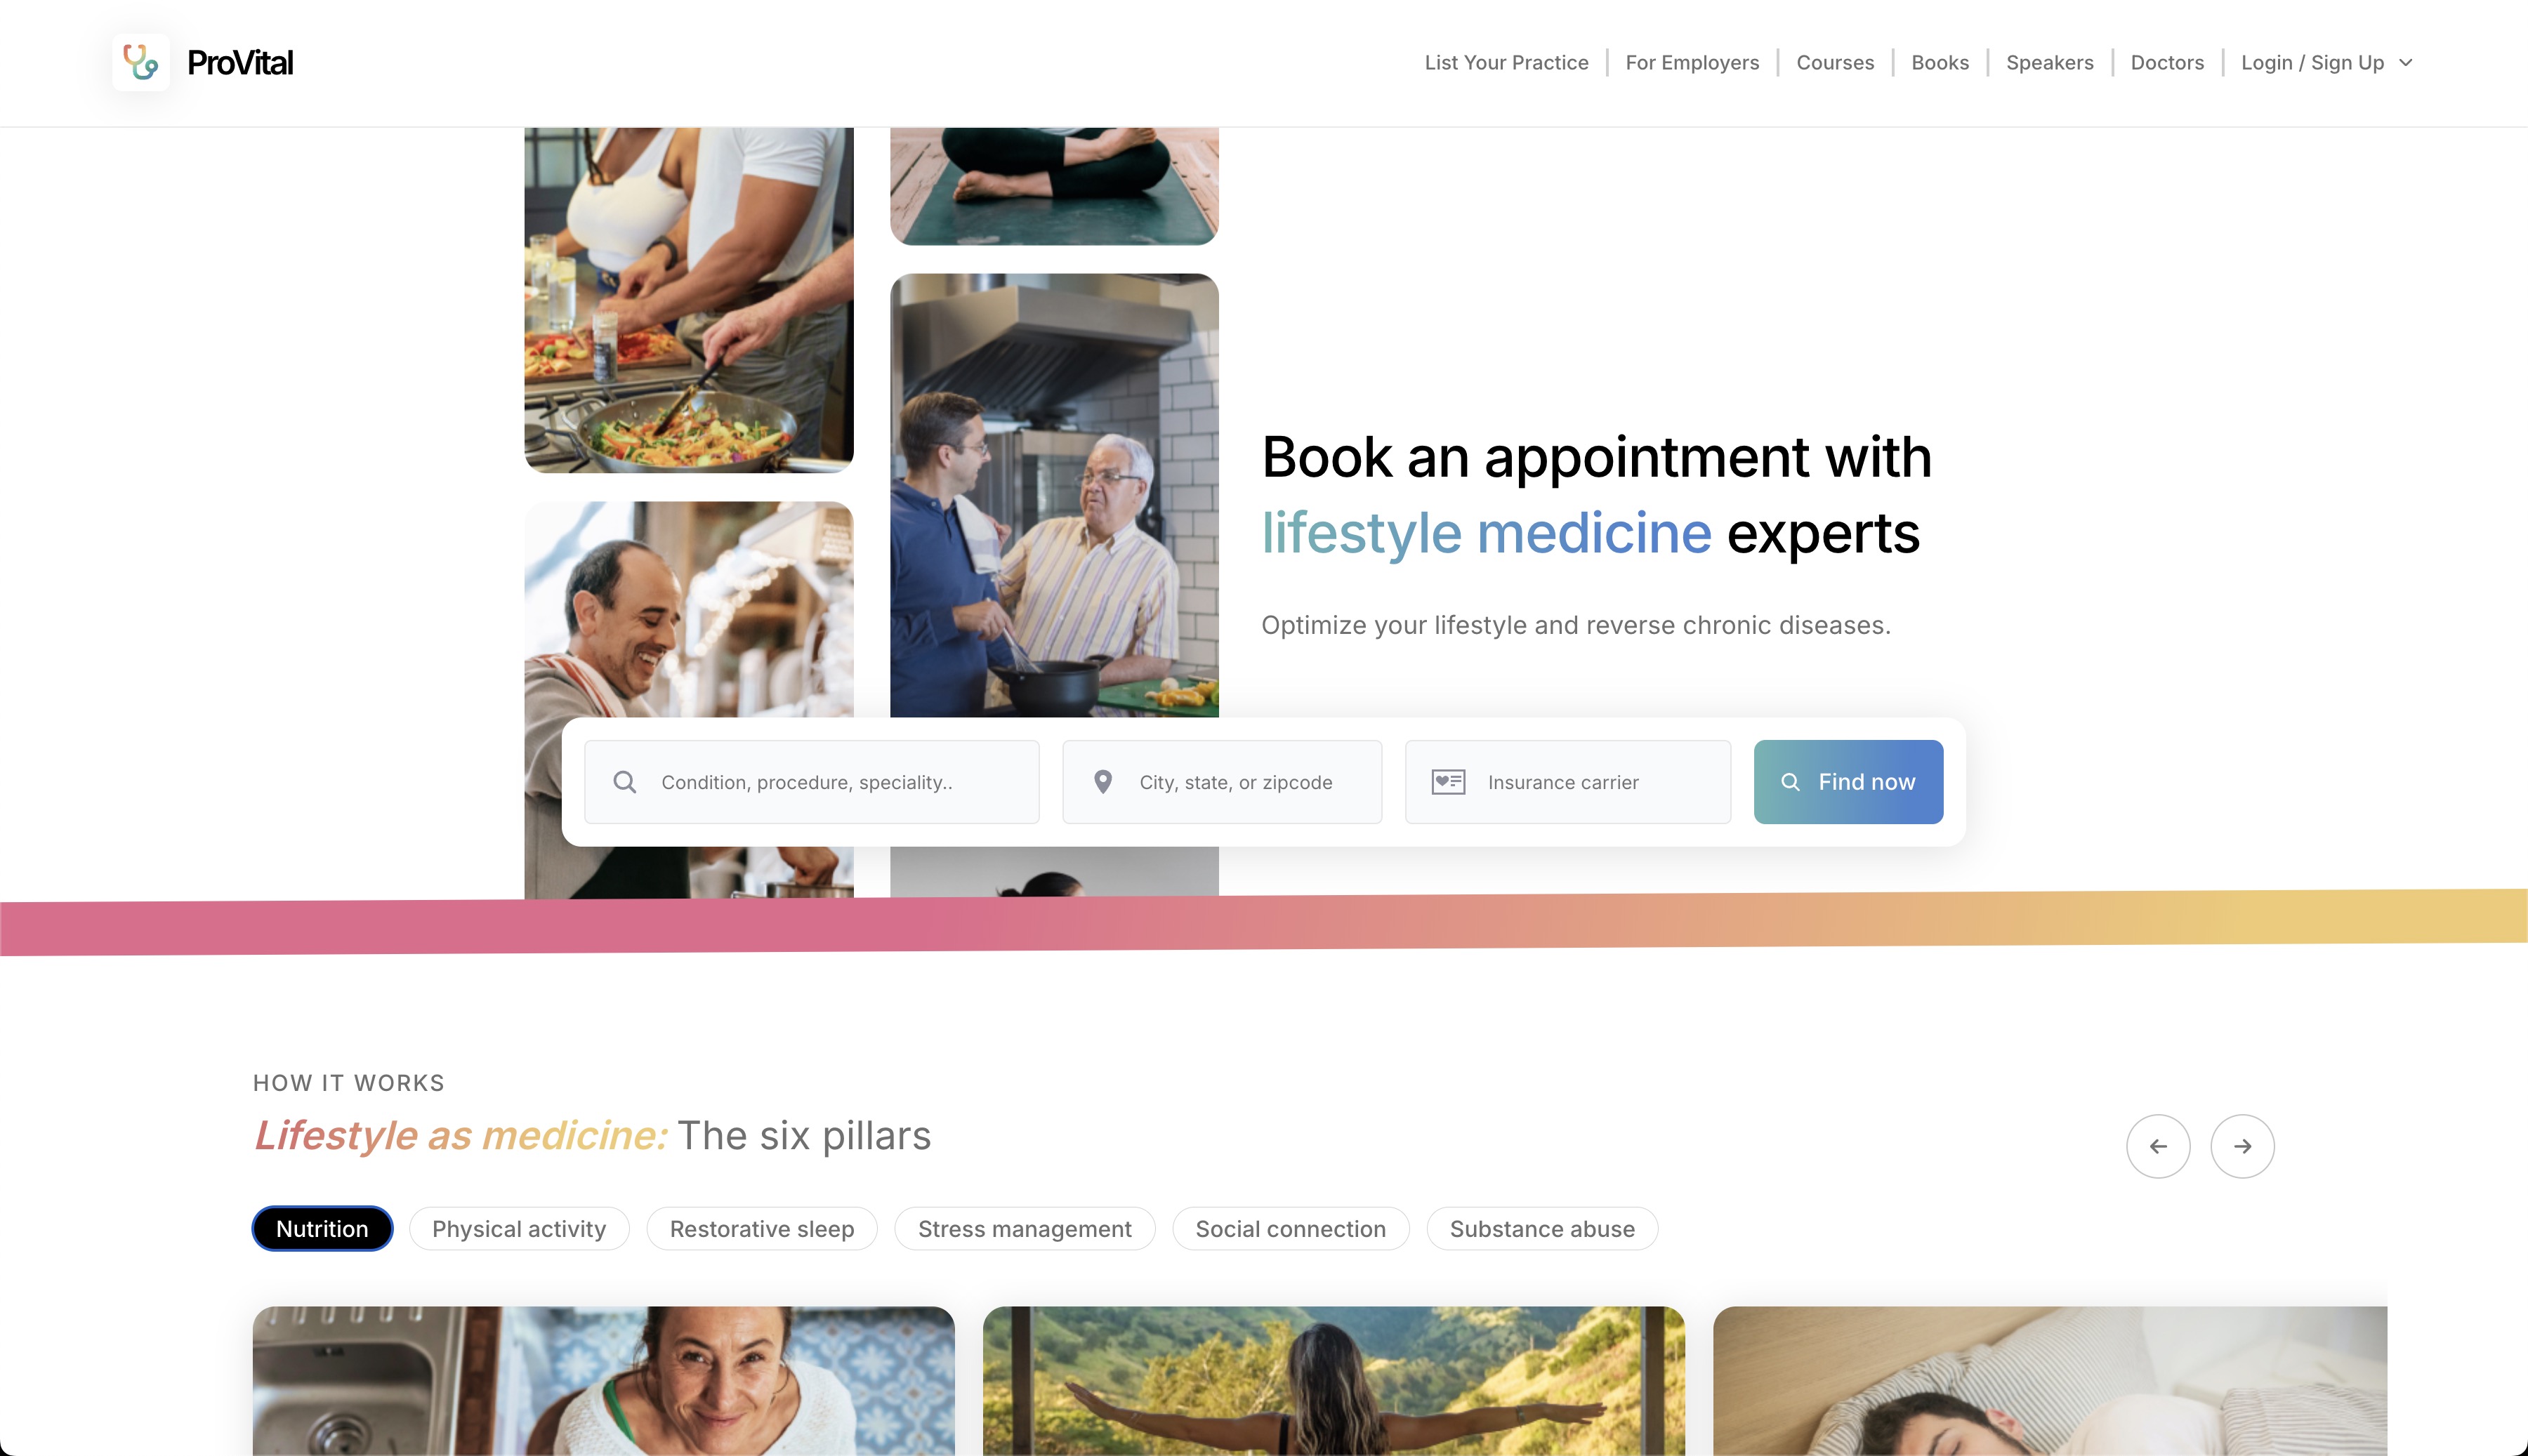 ProVital
List Your Practice
For Employers
Courses
Books
Speakers
Doctors
Login / Sign Up
Book an appointment with
lifestyle medicine experts
Optimize your lifestyle and reverse chronic diseases.
Condition, procedure, speciality..
City, state, or zipcode
Insurance carrier
Find now
HOW IT WORKS
Lifestyle as medicine: The six pillars
Nutrition
Physical activity
Restorative sleep
Stress management
Social connection
Substance abuse